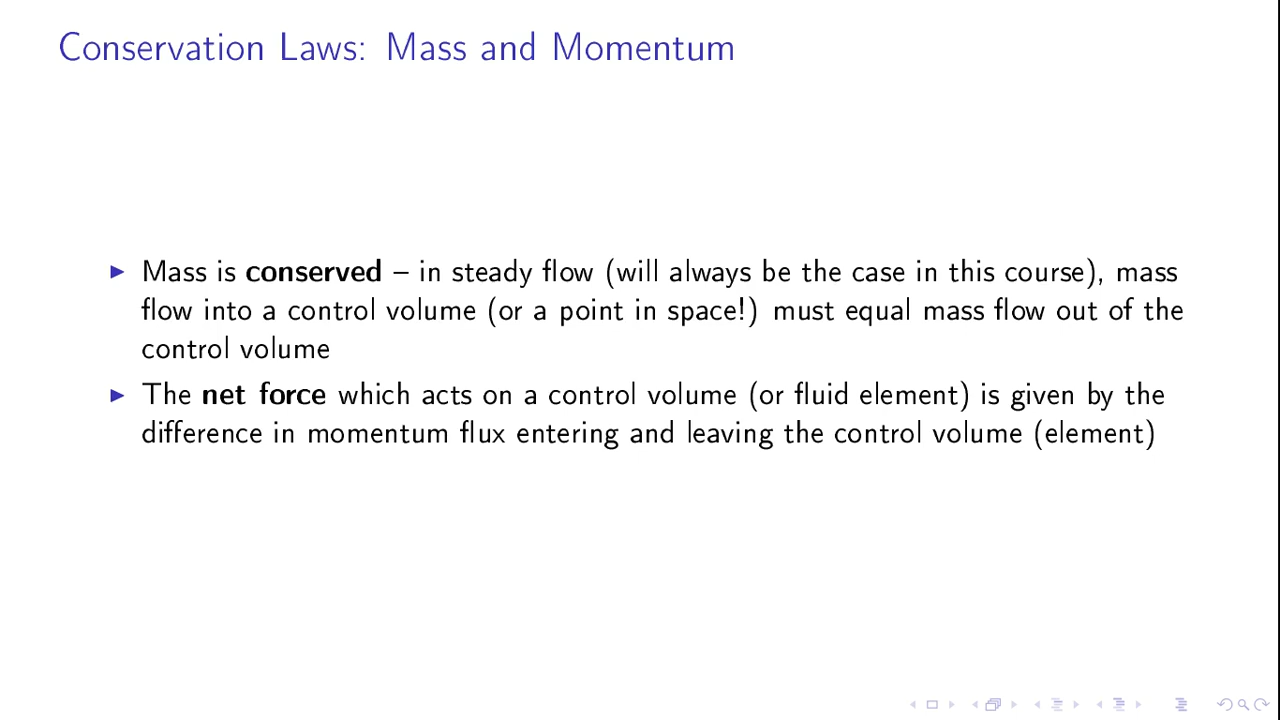 Conservation Laws: Mass and Momentum
Mass is conserved – in steady flow (will always be the case in this course), mass
flow into a control volume (or a point in space!) must equal mass flow out of the
control volume
The net force which acts on a control volume (or fluid element) is given by the
difference in momentum flux entering and leaving the control volume (element)